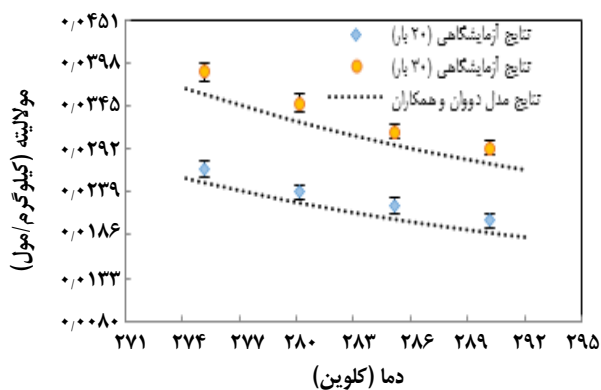 ۰٫۰۴۵۱
۰٫۰۳۹۸
۰٫۰۳۴۵
۰٫۰۲۹۲
۰٫۰۲۳۹
۰٫۰۱۸۶
۰٫۰۱۳۳
۰٫۰۰۸۰
مولالیته (کیلوگرم/مول)
نتایج آزمایشگاهی (۲۰ بار)
نتایج آزمایشگاهی (۳۰ بار)
نتایج مدل دووان و همکاران
۲۷۱ ۲۷۴ ۲۷۷ ۲۸۰ ۲۸۳ ۲۸۶ ۲۸۹ ۲۹۲ ۲۹۵
دما (کلوین)